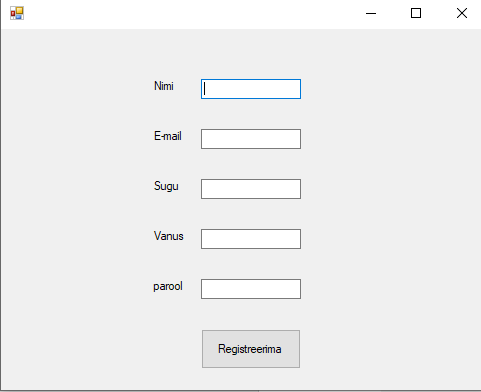 Nimi
E-mail
Sugu
Vanus
parool
Registreerima